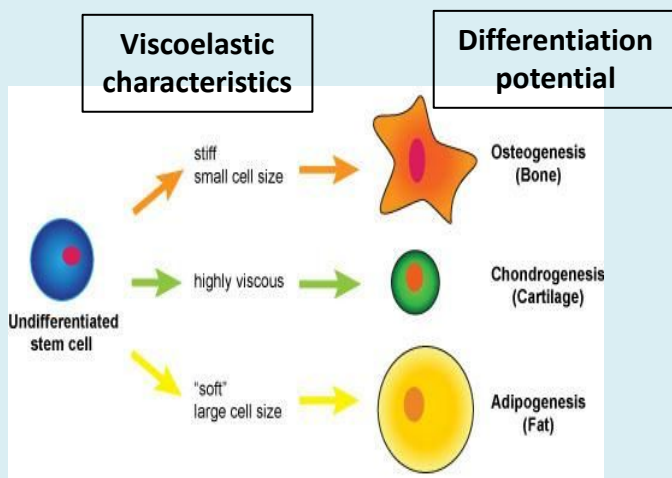 Viscoelastic
characteristics
Differentiation
potential
stiff
small cell size
Osteogenesis
(Bone)
highly viscous
Chondrogenesis
(Cartilage)
Undifferentiated
stem cell
"soft"
large cell size
Adipogenesis
(Fat)